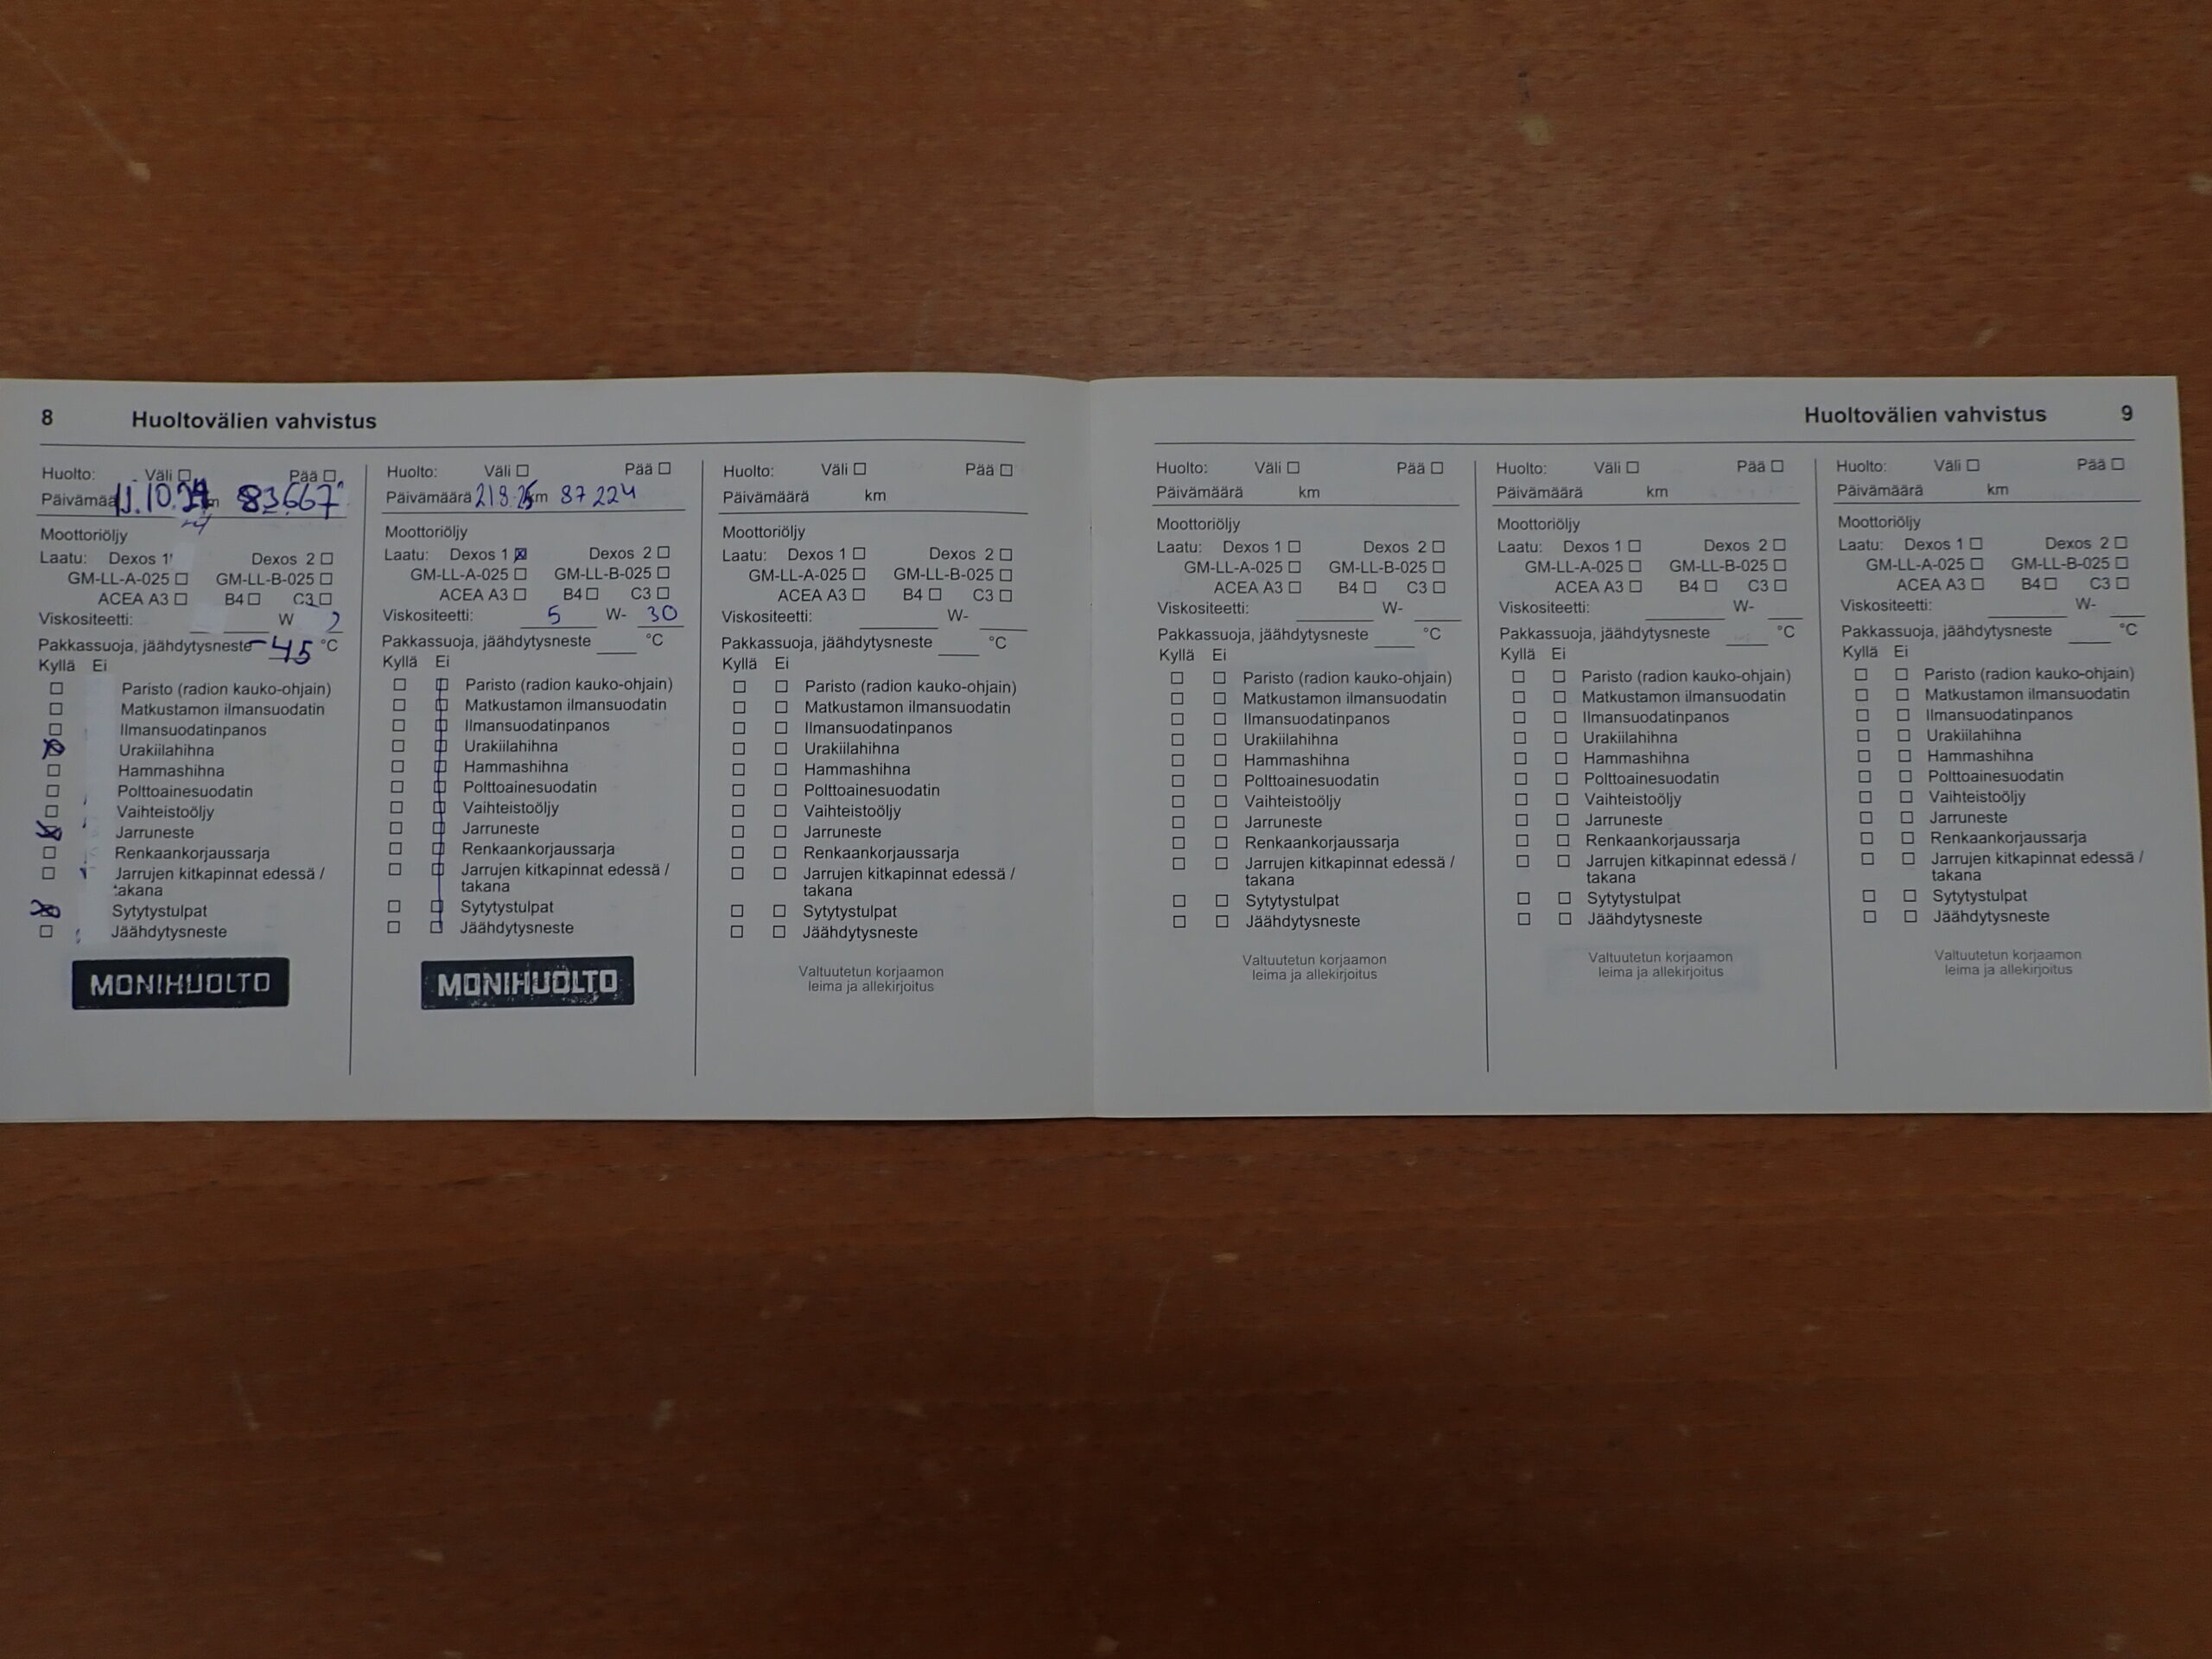 8 Huoltovälien vahvistus
Huolto: Väli Pää
Päivämää 11.10.24 83667
Moottoriöljy
Laatu: Dexos 1 Dexos 2
GM-LL-A-025 GM-LL-B-025
ACEA A3 B4 C3
Viskositeetti: W
Pakkassuoja, jäähdytysneste -45 °C
Kyllä Ei
Paristo (radion kauko-ohjain)
Matkustamon ilmansuodatin
Ilmansuodatinpanos
Urakiilahihna
Hammashihna
Polttoainesuodatin
Vaihteistoöljy
Jarruneste
Renkaankorjaussarja
Jarrujen kitkapinnat edessä /
takana
Sytytystulpat
Jäähdytysneste
MONIHUOLTO
Huolto: Väli Pää
Päivämäärä 21.8.25 km 87 224
Moottoriöljy
Laatu: Dexos 1 Dexos 2
GM-LL-A-025 GM-LL-B-025
ACEA A3 B4 C3
Viskositeetti: 5 W- 30
Pakkassuoja, jäähdytysneste °C
Kyllä Ei
Paristo (radion kauko-ohjain)
Matkustamon ilmansuodatin
Ilmansuodatinpanos
Urakiilahihna
Hammashihna
Polttoainesuodatin
Vaihteistoöljy
Jarruneste
Renkaankorjaussarja
Jarrujen kitkapinnat edessä /
takana
Sytytystulpat
Jäähdytysneste
MONIHUOLTO
Huolto: Väli Pää
Päivämäärä km
Moottoriöljy
Laatu: Dexos 1 Dexos 2
GM-LL-A-025 GM-LL-B-025
ACEA A3 B4 C3
Viskositeetti: W-
Pakkassuoja, jäähdytysneste °C
Kyllä Ei
Paristo (radion kauko-ohjain)
Matkustamon ilmansuodatin
Ilmansuodatinpanos
Urakiilahihna
Hammashihna
Polttoainesuodatin
Vaihteistoöljy
Jarruneste
Renkaankorjaussarja
Jarrujen kitkapinnat edessä /
takana
Sytytystulpat
Jäähdytysneste
Valtuutetun korjaamon
leima ja allekirjoitus
Huoltovälien vahvistus 9
Huolto: Väli Pää
Päivämäärä km
Moottoriöljy
Laatu: Dexos 1 Dexos 2
GM-LL-A-025 GM-LL-B-025
ACEA A3 B4 C3
Viskositeetti: W-
Pakkassuoja, jäähdytysneste °C
Kyllä Ei
Paristo (radion kauko-ohjain)
Matkustamon ilmansuodatin
Ilmansuodatinpanos
Urakiilahihna
Hammashihna
Polttoainesuodatin
Vaihteistoöljy
Jarruneste
Renkaankorjaussarja
Jarrujen kitkapinnat edessä /
takana
Sytytystulpat
Jäähdytysneste
Valtuutetun korjaamon
leima ja allekirjoitus
Huolto: Väli Pää
Päivämäärä km
Moottoriöljy
Laatu: Dexos 1 Dexos 2
GM-LL-A-025 GM-LL-B-025
ACEA A3 B4 C3
Viskositeetti: W-
Pakkassuoja, jäähdytysneste °C
Kyllä Ei
Paristo (radion kauko-ohjain)
Matkustamon ilmansuodatin
Ilmansuodatinpanos
Urakiilahihna
Hammashihna
Polttoainesuodatin
Vaihteistoöljy
Jarruneste
Renkaankorjaussarja
Jarrujen kitkapinnat edessä /
takana
Sytytystulpat
Jäähdytysneste
Valtuutetun korjaamon
leima ja allekirjoitus
Huolto: Väli Pää
Päivämäärä km
Moottoriöljy
Laatu: Dexos 1 Dexos 2
GM-LL-A-025 GM-LL-B-025
ACEA A3 B4 C3
Viskositeetti: W-
Pakkassuoja, jäähdytysneste °C
Kyllä Ei
Paristo (radion kauko-ohjain)
Matkustamon ilmansuodatin
Ilmansuodatinpanos
Urakiilahihna
Hammashihna
Polttoainesuodatin
Vaihteistoöljy
Jarruneste
Renkaankorjaussarja
Jarrujen kitkapinnat edessä /
takana
Sytytystulpat
Jäähdytysneste
Valtuutetun korjaamon
leima ja allekirjoitus